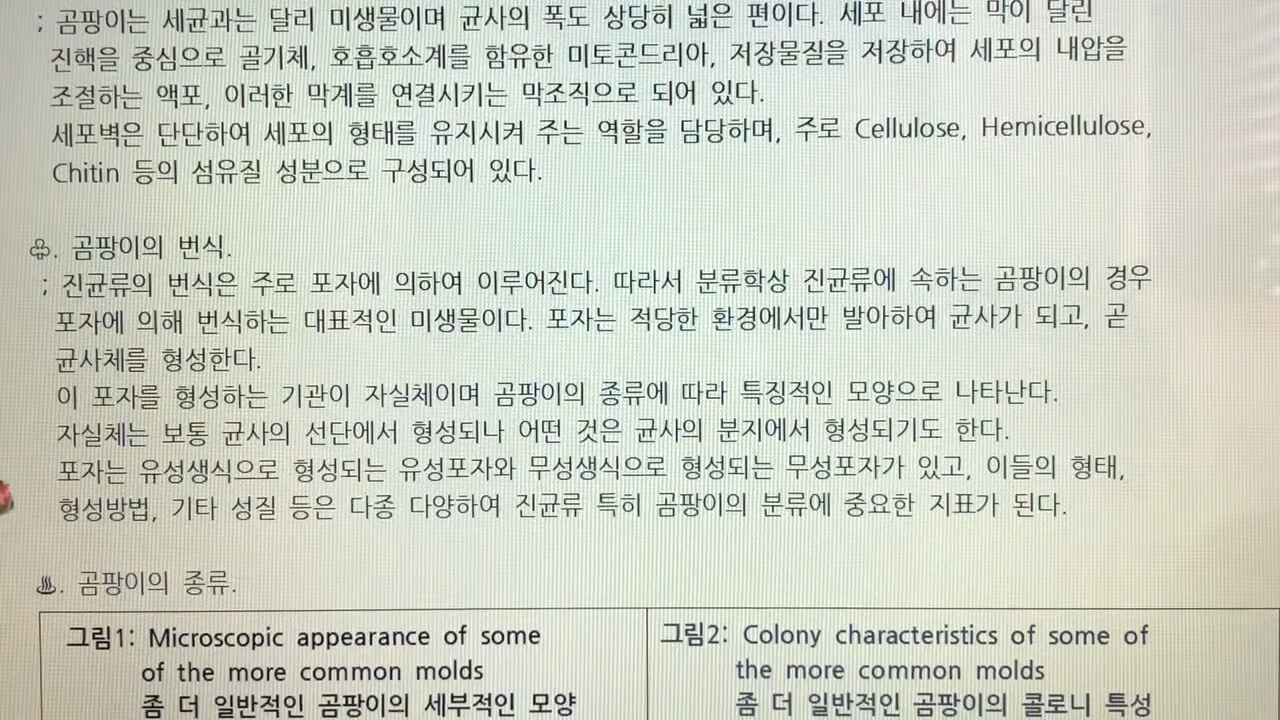 ; 곰팡이는 세균과는 달리 미생물이며 균사의 폭도 상당히 넓은 편이다. 세포 내에는 막이 달린
진핵을 중심으로 골기체, 호흡호소계를 함유한 미토콘드리아, 저장물질을 저장하여 세포의 내압을
조절하는 액포, 이러한 막계를 연결시키는 막조직으로 되어 있다.
세포벽은 단단하여 세포의 형태를 유지시켜 주는 역할을 담당하며, 주로 Cellulose, Hemicellulose,
Chitin 등의 섬유질 성분으로 구성되어 있다.
♧. 곰팡이의 번식.
; 진균류의 번식은 주로 포자에 의하여 이루어진다. 따라서 분류학상 진균류에 속하는 곰팡이의 경우
포자에 의해 번식하는 대표적인 미생물이다. 포자는 적당한 환경에서만 발아하여 균사가 되고, 곧
균사체를 형성한다.
이 포자를 형성하는 기관이 자실체이며 곰팡이의 종류에 따라 특징적인 모양으로 나타난다.
자실체는 보통 균사의 선단에서 형성되나 어떤 것은 균사의 분지에서 형성되기도 한다.
포자는 유성생식으로 형성되는 유성포자와 무성생식으로 형성되는 무성포자가 있고, 이들의 형태,
형성방법, 기타 성질 등은 다종 다양하여 진균류 특히 곰팡이의 분류에 중요한 지표가 된다.
♨. 곰팡이의 종류.
그림1: Microscopic appearance of some
of the more common molds
좀 더 일반적인 곰팡이의 세부적인 모양
그림2: Colony characteristics of some of
the more common molds
좀 더 일반적인 곰팡이의 콜로니 특성